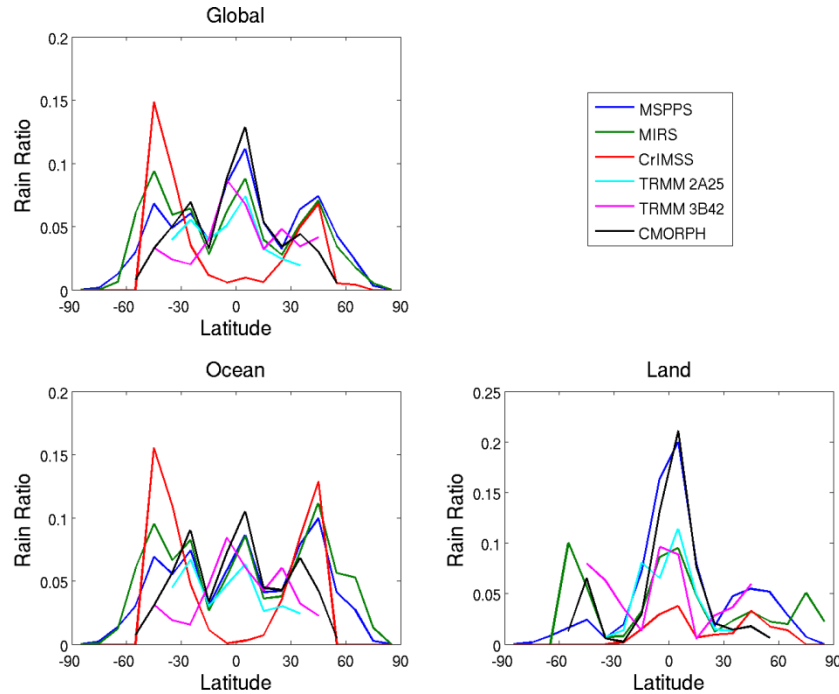 Global
Rain Ratio
0.2
0.15
0.1
0.05
0
-90 -60 -30 0 30 60 90
Latitude
MSPPS
MIRS
CrIMSS
TRMM 2A25
TRMM 3B42
CMORPH
Ocean
Rain Ratio
0.2
0.15
0.1
0.05
0
-90 -60 -30 0 30 60 90
Latitude
Land
Rain Ratio
0.25
0.2
0.15
0.1
0.05
0
-90 -60 -30 0 30 60 90
Latitude